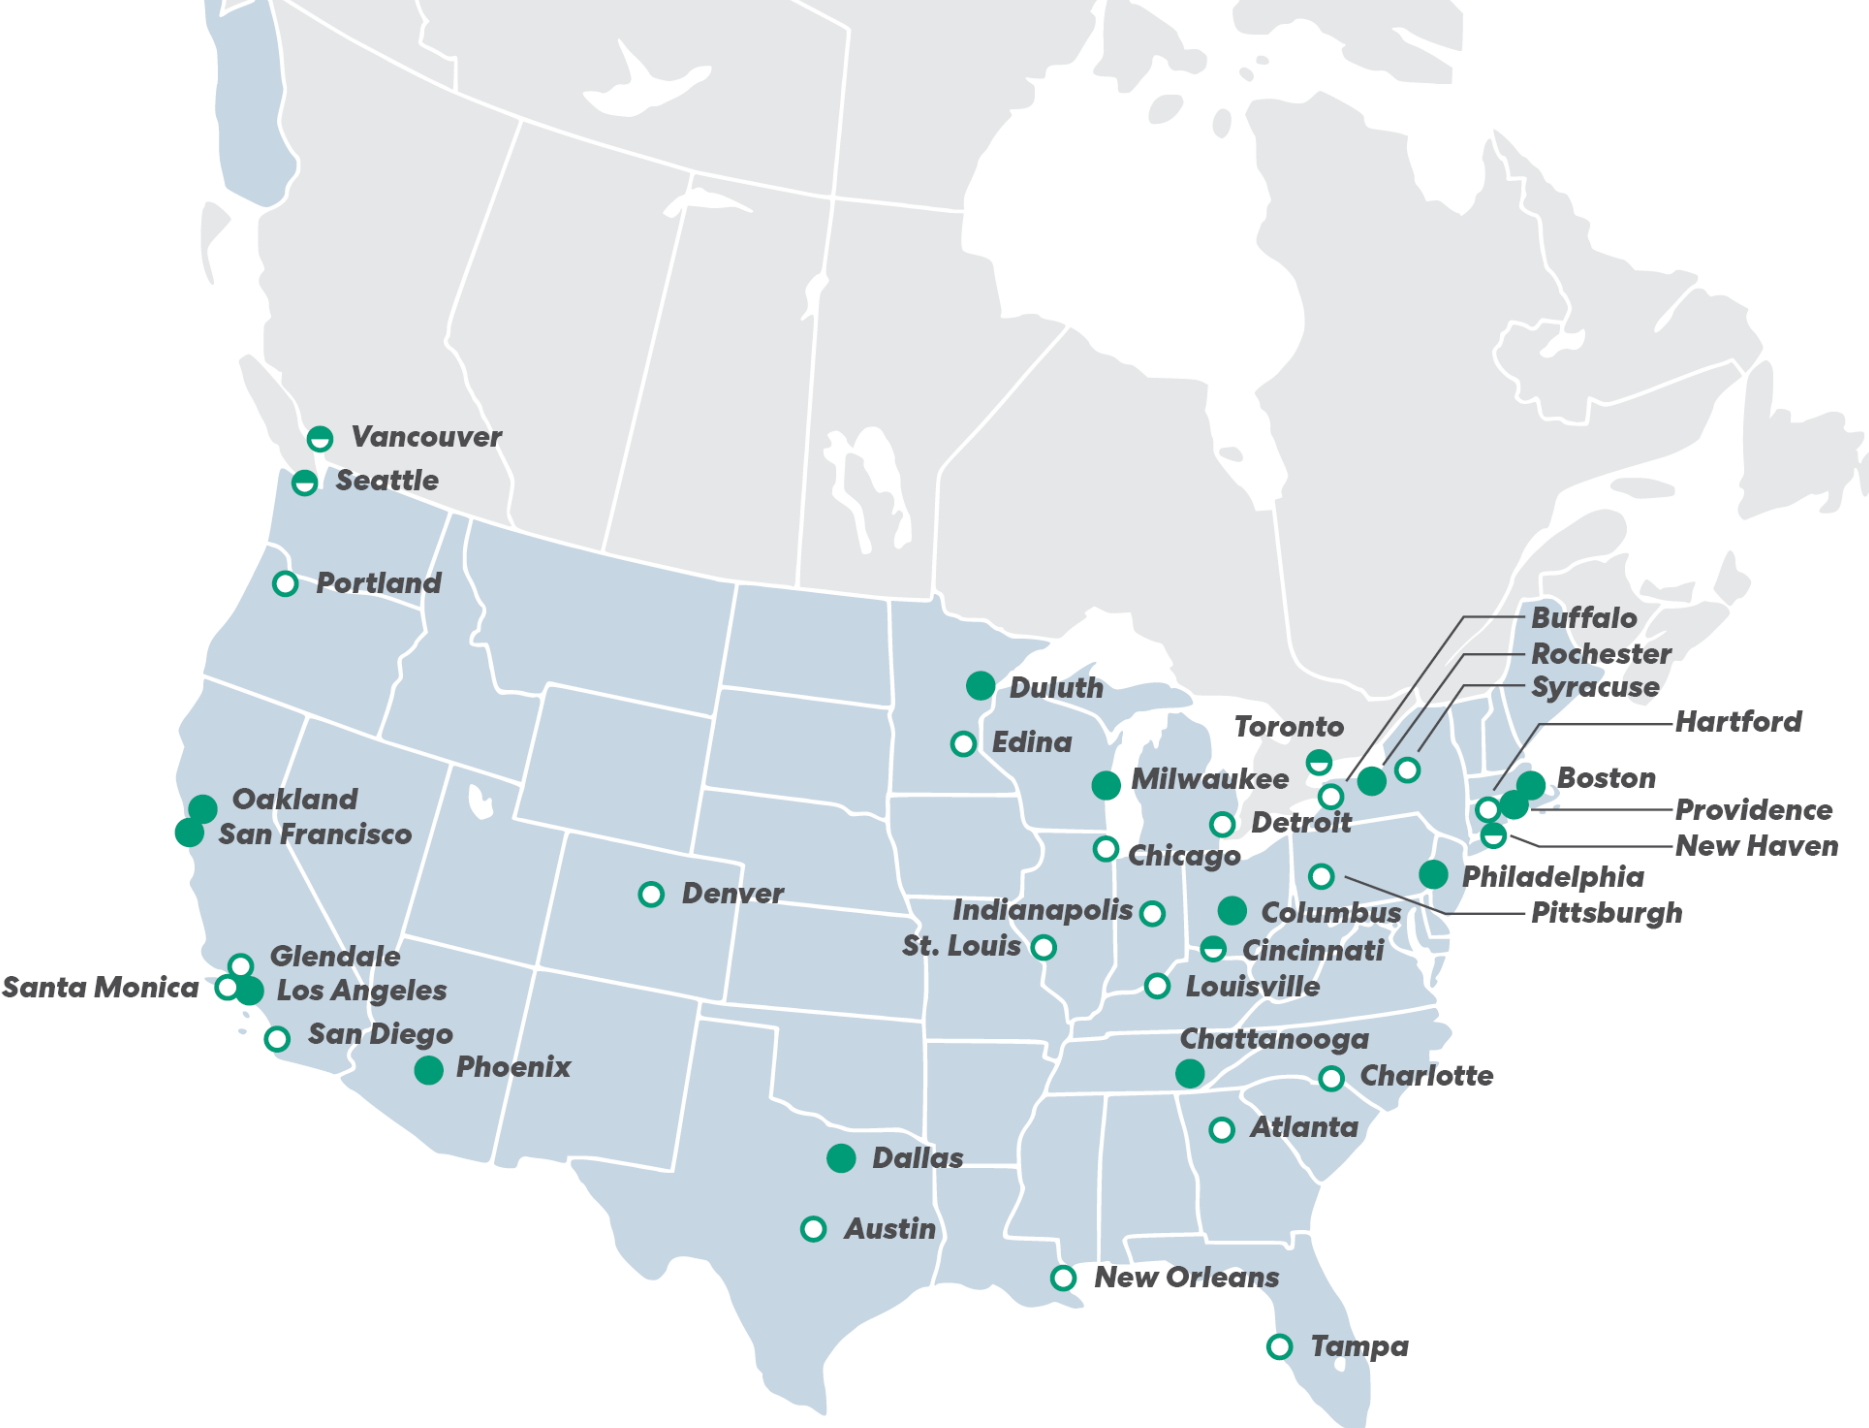 Vancouver
Seattle
Portland
Buffalo
Rochester
Duluth
Syracuse
Toronto
Hartford
Edina
Milwaukee
Boston
Oakland
Providence
San Francisco
Detroit
New Haven
Chicago
Philadelphia
Denver
Indianapolis
Columbus
Pittsburgh
St. Louis
Cincinnati
Glendale
Santa Monica
Los Angeles
Louisville
San Diego
Chattanooga
Phoenix
Charlotte
Atlanta
Dallas
Austin
New Orleans
Tampa